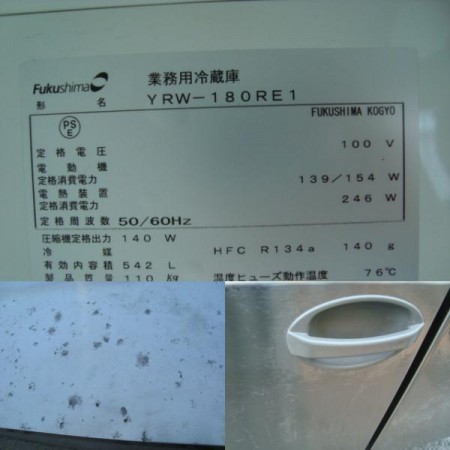 Fukushima
業務用冷蔵庫
形 名 YRW-180RE1
PS E
FUKUSHIMA KOGYO
定格電圧 100 V
電動機
定格消費電力 139/154 W
電熱装置
定格消費電力 246 W
定格周波数 50/60Hz
圧縮機定格出力 140 W
冷 媒 HFC R134a 140 g
有効内容積 542 L
温度ヒューズ動作温度 76℃
製品質量 110 kg